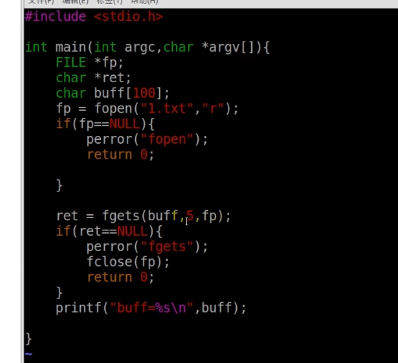 #include <stdio.h>
int main(int argc,char *argv[]){
    FILE *fp;
    char *ret;
    char buff[100];
    fp = fopen("1.txt","r");
    if(fp==NULL){
        perror("fopen");
        return 0;
    }
    ret = fgets(buff,5,fp);
    if(ret==NULL){
        perror("fgets");
        fclose(fp);
        return 0;
    }
    printf("buff=%s\n",buff);
}
~